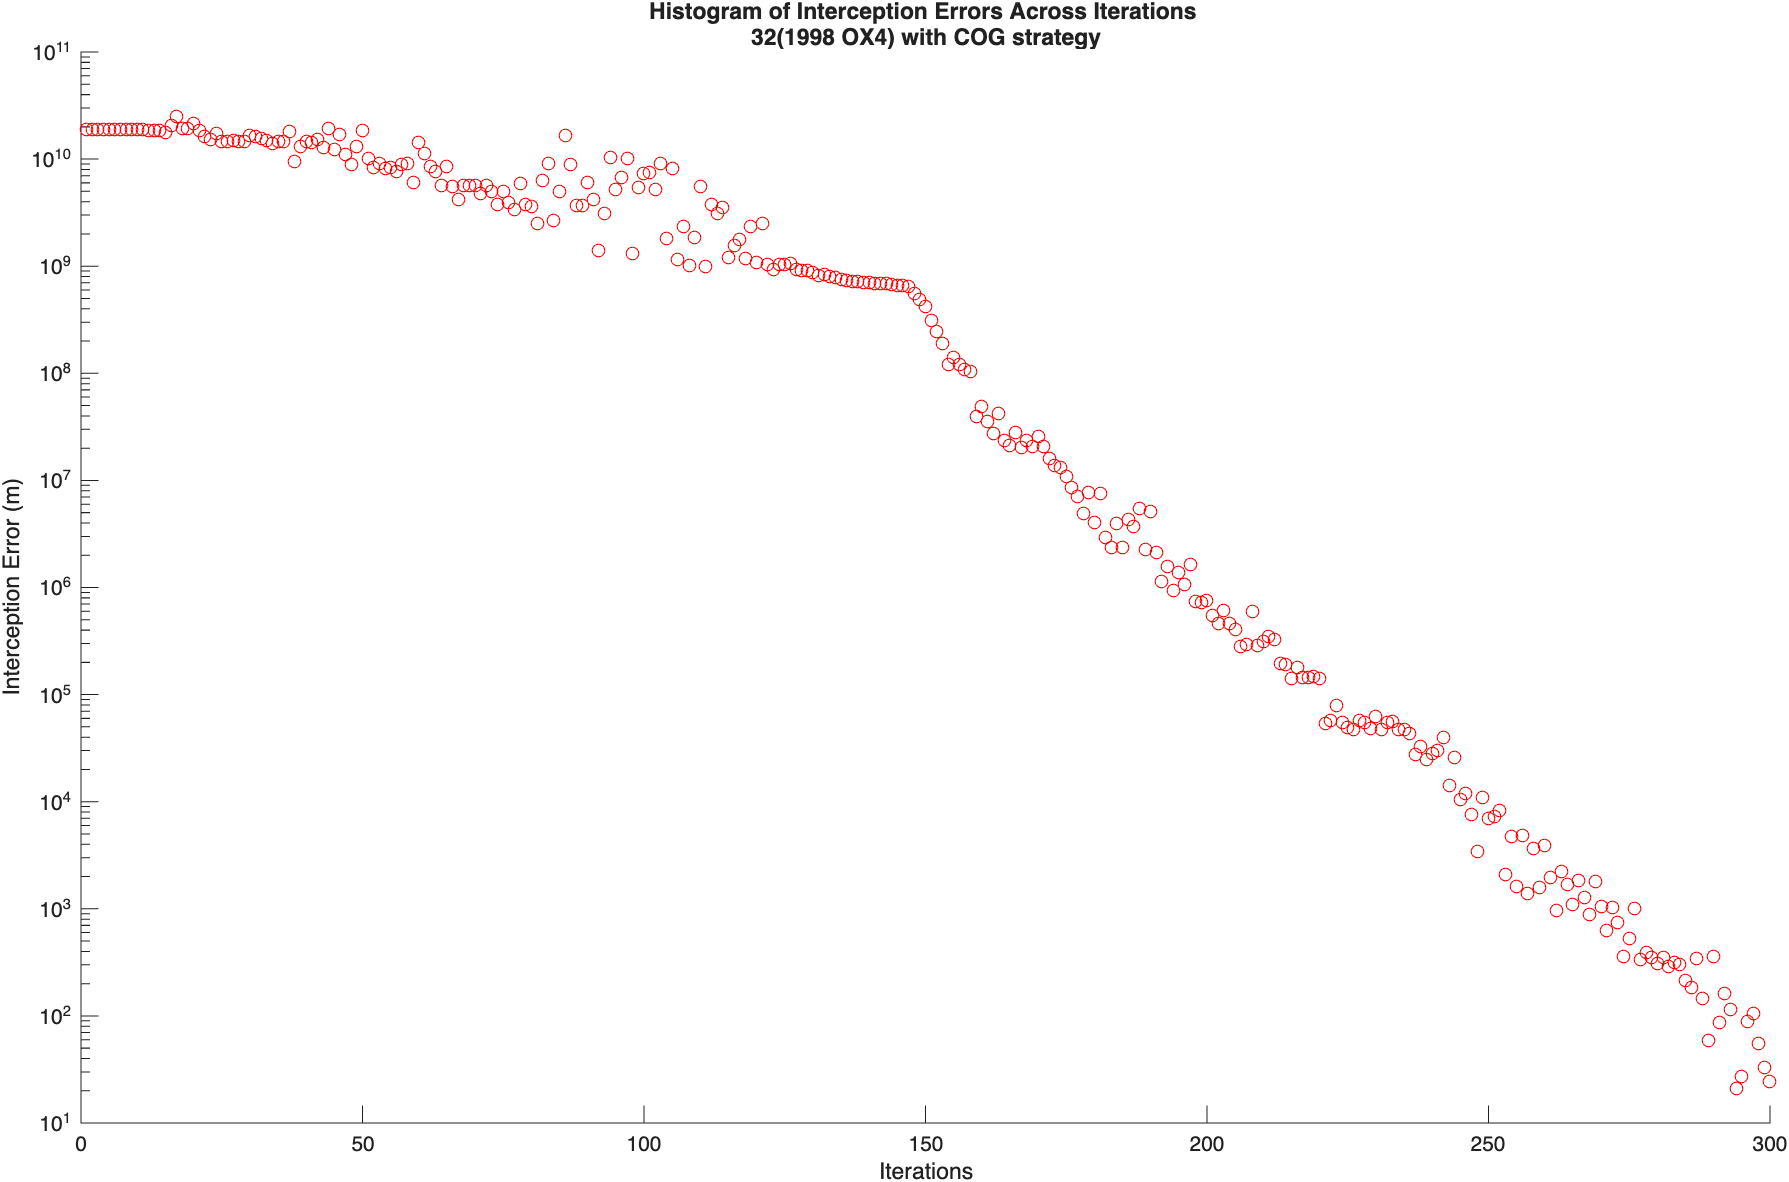 Histogram of Interception Errors Across Iterations
32(1998 OX4) with COG strategy
Interception Error (m)
10¹¹
10¹⁰
10⁹
10⁸
10⁷
10⁶
10⁵
10⁴
10³
10²
10¹
0 50 100 150 200 250 300
Iterations